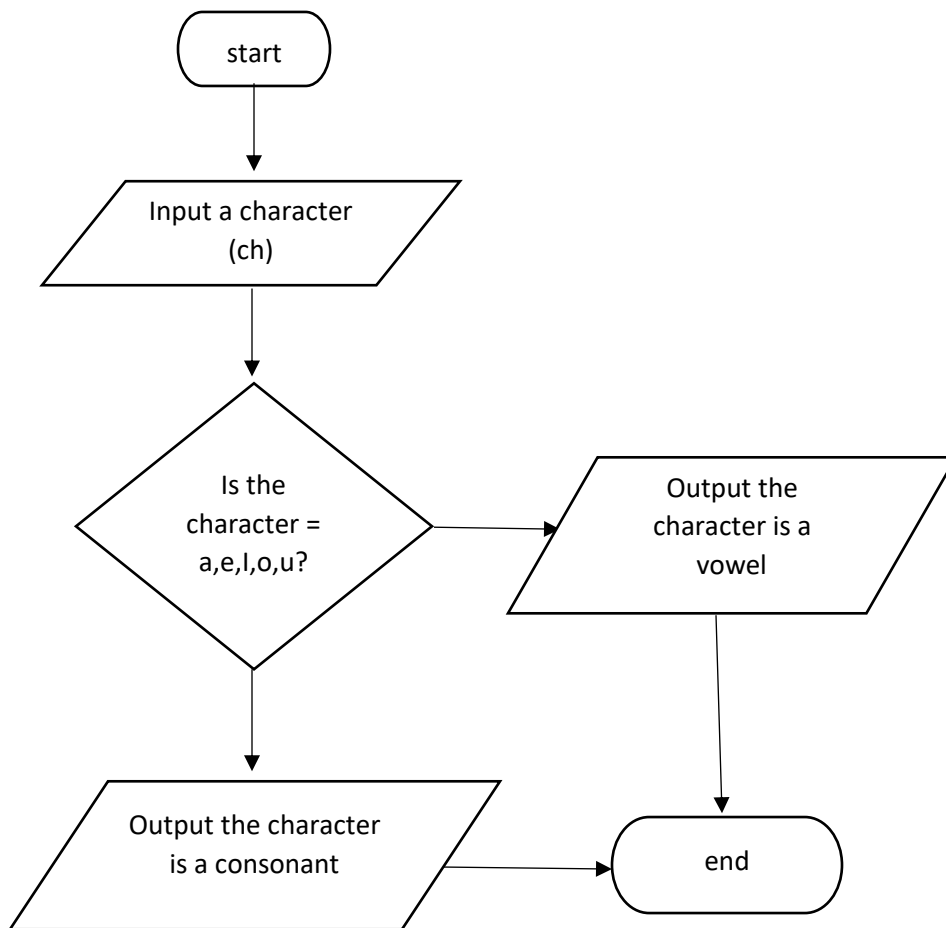 start
Input a character
(ch)
Is the
character =
a,e,I,o,u?
Output the
character is a
vowel
Output the character
is a consonant
end